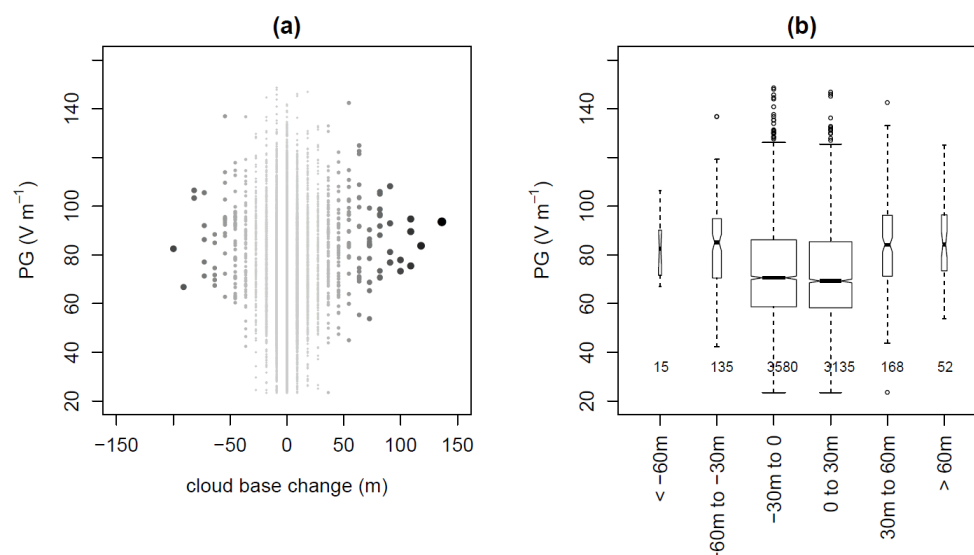 (a)
PG (V m⁻¹)
140
100
80
60
40
20
−150
−50
0
50
100
150
cloud base change (m)
(b)
PG (V m⁻¹)
140
100
80
60
40
20
15
135
3580
3135
168
52
< −60m
−60m to −30m
−30m to 0
0 to 30m
30m to 60m
> 60m